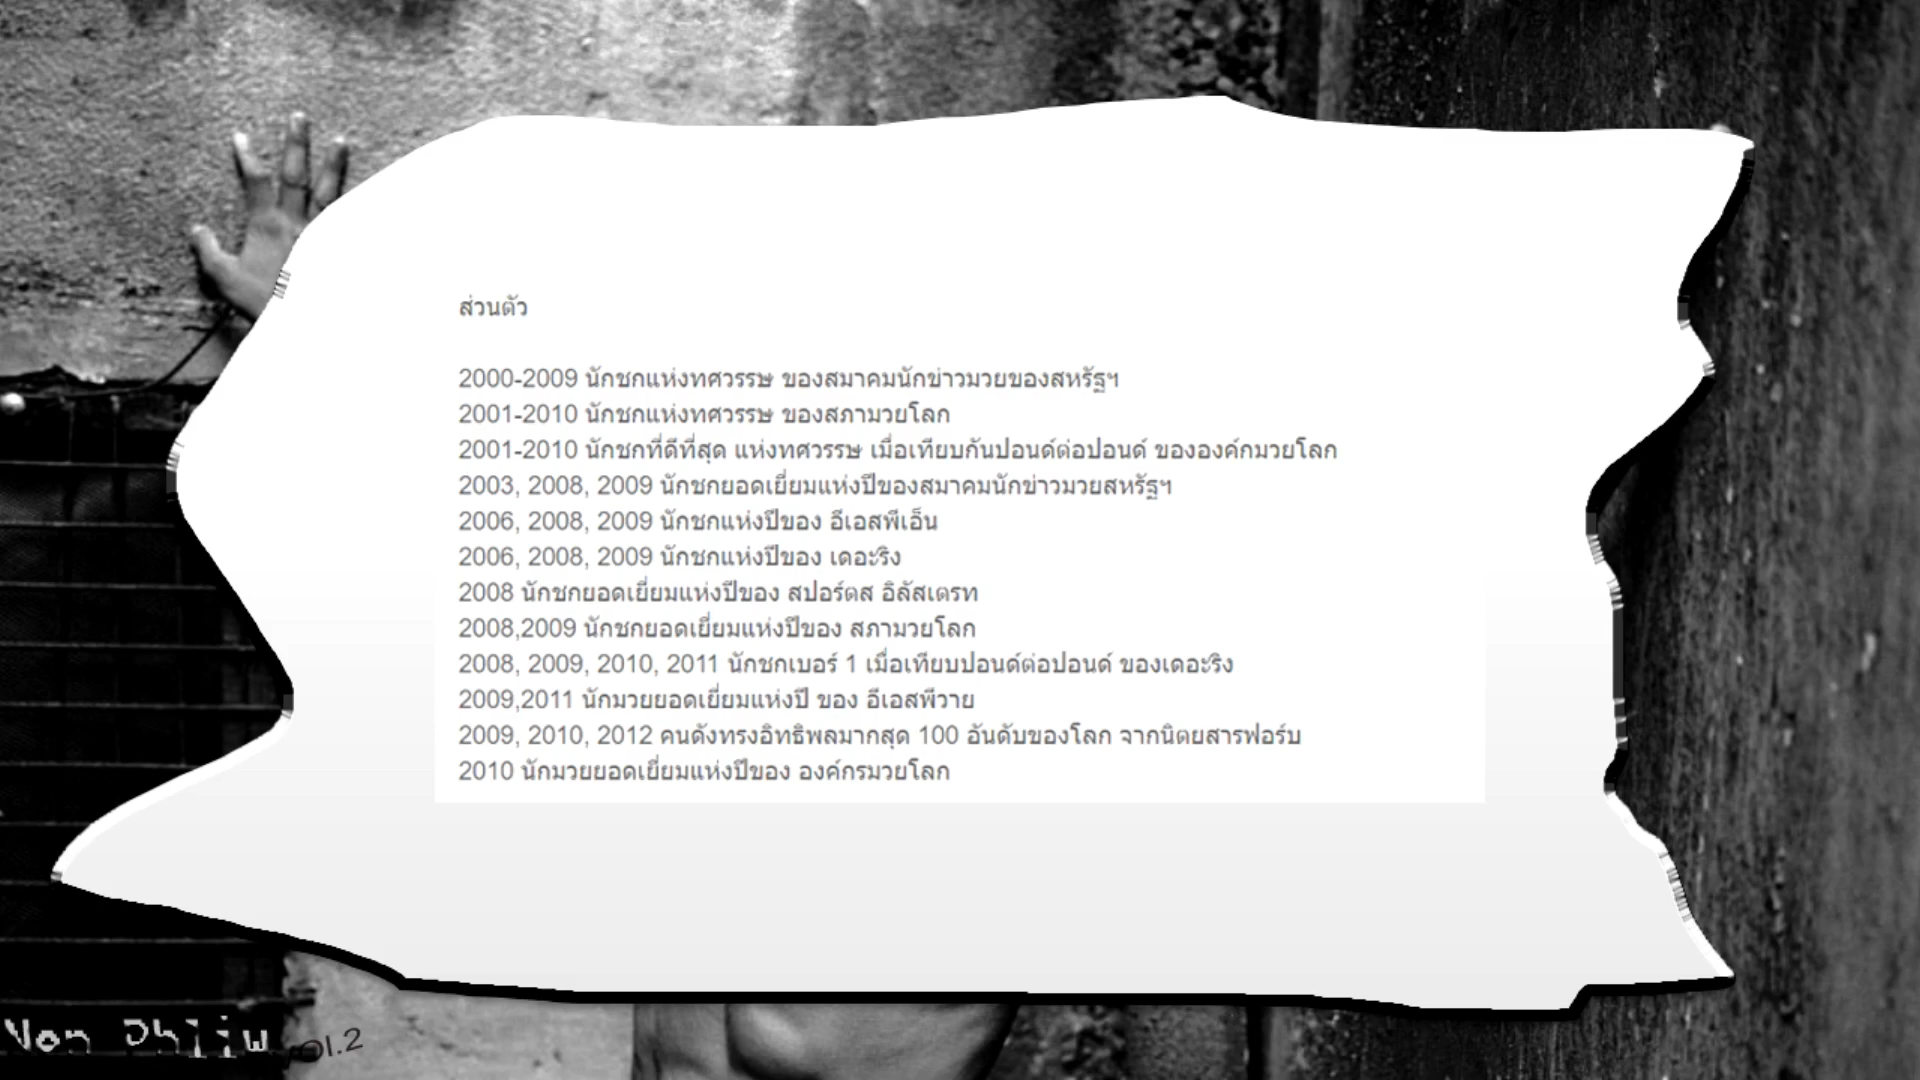 ส่วนตัว
2000-2009 นักชกแห่งทศวรรษ ของสมาคมนักข่าวมวยของสหรัฐฯ
2001-2010 นักชกแห่งทศวรรษ ของสภามวยโลก
2001-2010 นักชกที่ดีที่สุด แห่งทศวรรษ เมื่อเทียบกันปอนด์ต่อปอนด์ ขององค์กมวยโลก
2003, 2008, 2009 นักชกยอดเยี่ยมแห่งปีของสมาคมนักข่าวมวยสหรัฐฯ
2006, 2008, 2009 นักชกแห่งปีของ อีเอสพีเอ็น
2006, 2008, 2009 นักชกแห่งปีของ เดอะริง
2008 นักชกยอดเยี่ยมแห่งปีของ สปอร์ตส อิลัสเตรท
2008,2009 นักชกยอดเยี่ยมแห่งปีของ สภามวยโลก
2008, 2009, 2010, 2011 นักชกเบอร์ 1 เมื่อเทียบปอนด์ต่อปอนด์ ของเดอะริง
2009,2011 นักมวยยอดเยี่ยมแห่งปี ของ อีเอสพีวาย
2009, 2010, 2012 คนดังทรงอิทธิพลมากสุด 100 อันดับของโลก จากนิตยสารฟอร์บ
2010 นักมวยยอดเยี่ยมแห่งปีของ องค์กรมวยโลก
Non Phliw vol.2